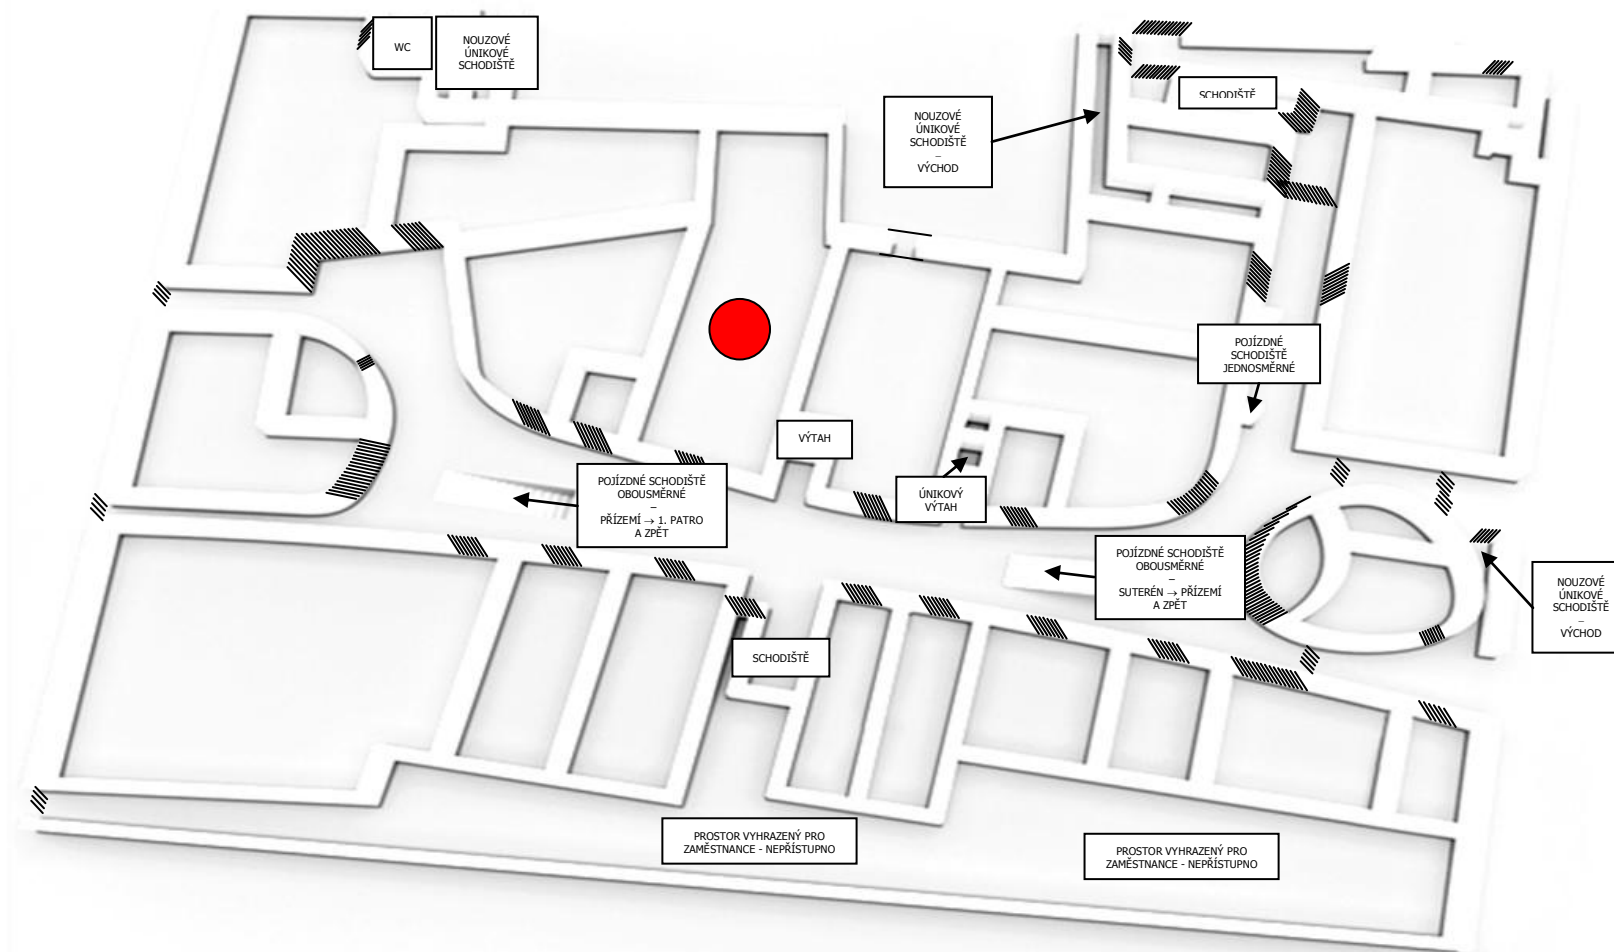 WC
NOUZOVÉ
ÚNIKOVÉ
SCHODIŠTĚ
SCHODIŠTĚ
NOUZOVÉ
ÚNIKOVÉ
SCHODIŠTĚ
–
VÝCHOD
POJÍZDNÉ
SCHODIŠTĚ
JEDNOSMĚRNÉ
VÝTAH
POJÍZDNÉ SCHODIŠTĚ
OBOUSMĚRNÉ
–
PŘÍZEMÍ → 1. PATRO
A ZPĚT
ÚNIKOVÝ
VÝTAH
POJÍZDNÉ SCHODIŠTĚ
OBOUSMĚRNÉ
–
SUTERÉN → PŘÍZEMÍ
A ZPĚT
NOUZOVÉ
ÚNIKOVÉ
SCHODIŠTĚ
–
VÝCHOD
SCHODIŠTĚ
PROSTOR VYHRAZENÝ PRO
ZAMĚSTNANCE - NEPŘÍSTUPNO
PROSTOR VYHRAZENÝ PRO
ZAMĚSTNANCE - NEPŘÍSTUPNO